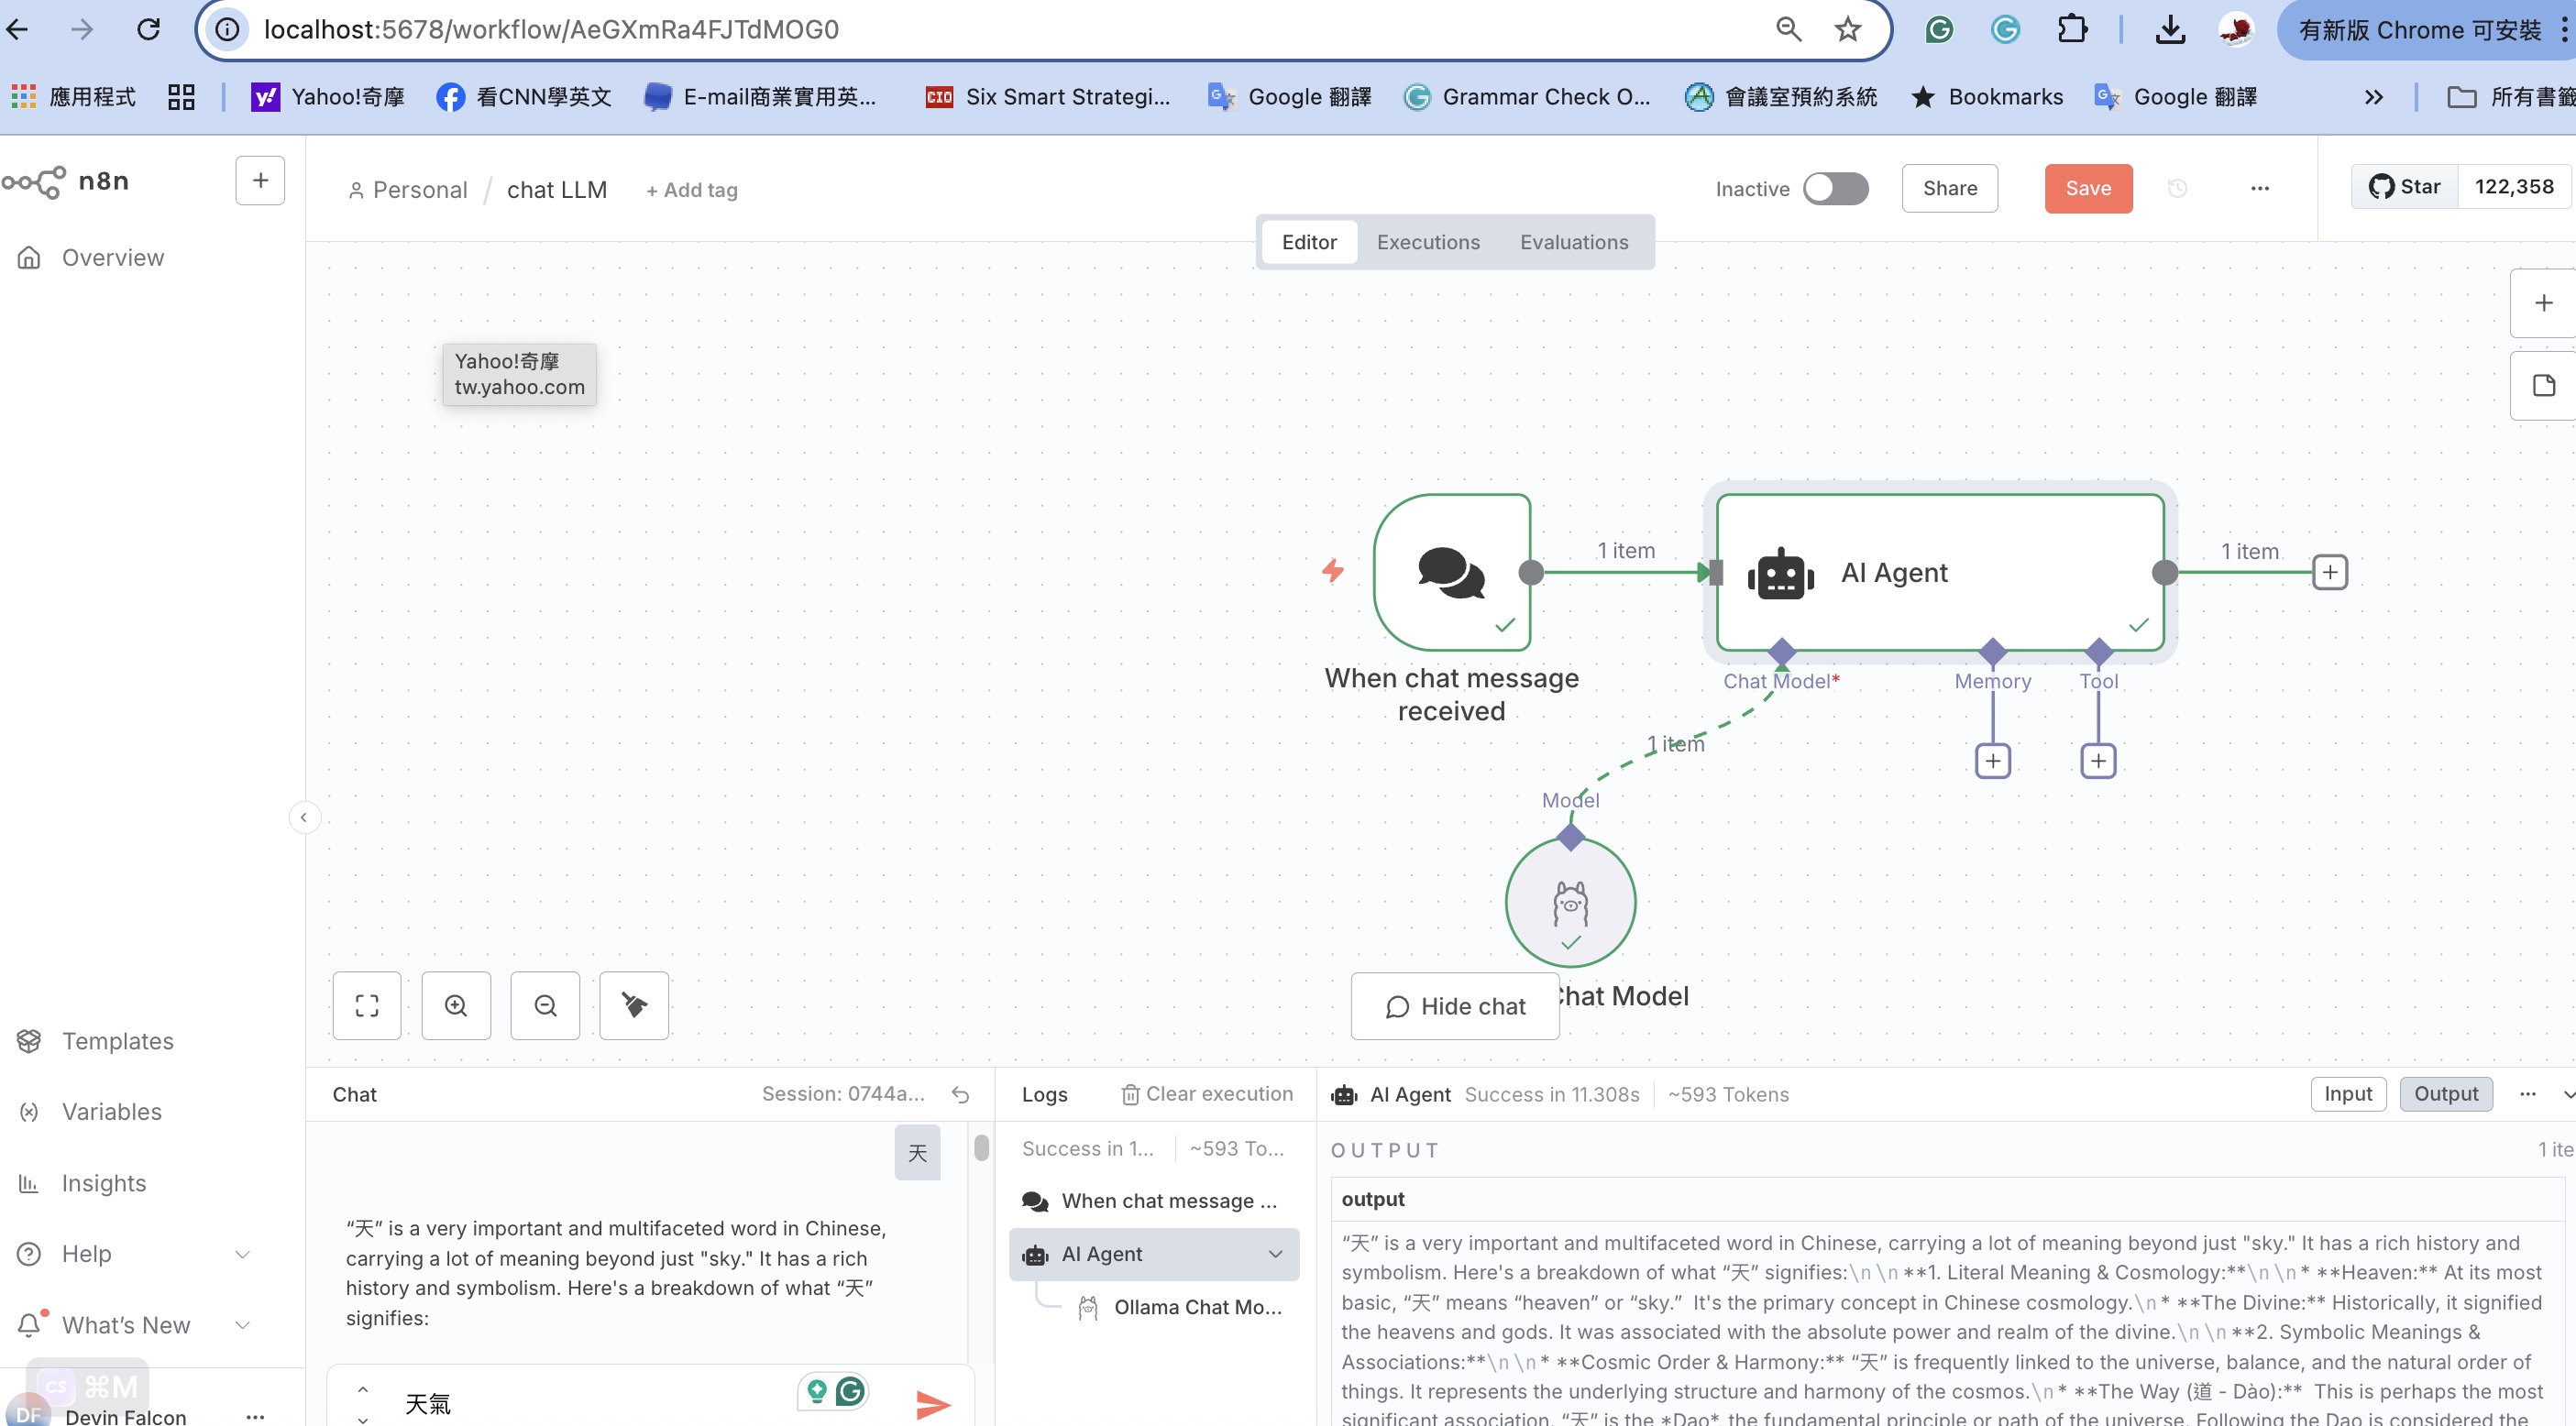 localhost:5678/workflow/AeGXmRa4FJTdMOG0
有新版 Chrome 可安裝
應用程式
Yahoo!奇摩
看CNN學英文
E-mail商業實用英...
CIO
Six Smart Strategi...
Google 翻譯
Grammar Check O...
會議室預約系統
Bookmarks
Google 翻譯
所有書籤
n8n
Personal / chat LLM
+ Add tag
Inactive
Share
Save
Star
122,358
Editor
Executions
Evaluations
Overview
Yahoo!奇摩
tw.yahoo.com
1 item
AI Agent
1 item
When chat message
received
Chat Model*
Memory
Tool
1 item
Model
Hide chat
Chat Model
Templates
Variables
Insights
Help
What's New
CS
⌘M
DF
Devin Falcon
Chat
Session: 0744a...
天
“天” is a very important and multifaceted word in Chinese,
carrying a lot of meaning beyond just "sky." It has a rich
history and symbolism. Here's a breakdown of what “天”
signifies:
天氣
Logs
Clear execution
Success in 1...
~593 To...
When chat message ...
AI Agent
Ollama Chat Mo...
AI Agent
Success in 11.308s
~593 Tokens
Input
Output
OUTPUT
1 ite
output
“天” is a very important and multifaceted word in Chinese, carrying a lot of meaning beyond just "sky." It has a rich history and
symbolism. Here's a breakdown of what “天” signifies:\n\n**1. Literal Meaning & Cosmology:**\n\n* **Heaven:** At its most
basic, “天” means “heaven” or “sky.” It's the primary concept in Chinese cosmology.\n* **The Divine:** Historically, it signified
the heavens and gods. It was associated with the absolute power and realm of the divine.\n\n**2. Symbolic Meanings &
Associations:**\n\n* **Cosmic Order & Harmony:** “天” is frequently linked to the universe, balance, and the natural order of
things. It represents the underlying structure and harmony of the cosmos.\n* **The Way (道 - Dào):** This is perhaps the most
significant association. “天” is the *Dao*, the fundamental principle or path of the universe. Following the Dao is considered the